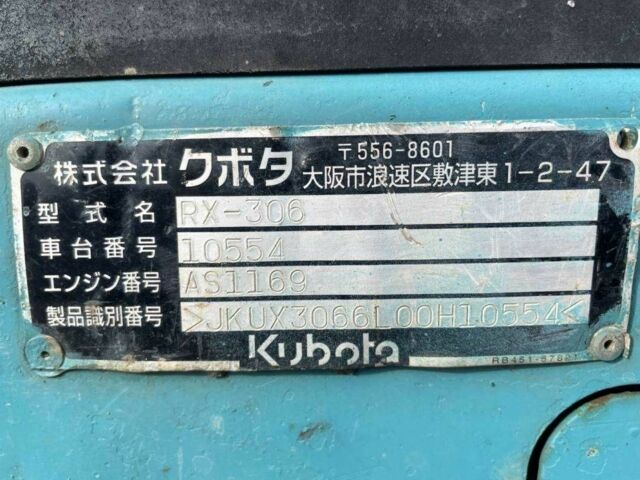 株式会社 クボタ 〒556-8601
大阪市浪速区敷津東1-2-47
型式名 RX-306
車台番号 10554
エンジン番号 AS1169
製品識別番号 >JKUX3066L00H10554<
Kubota